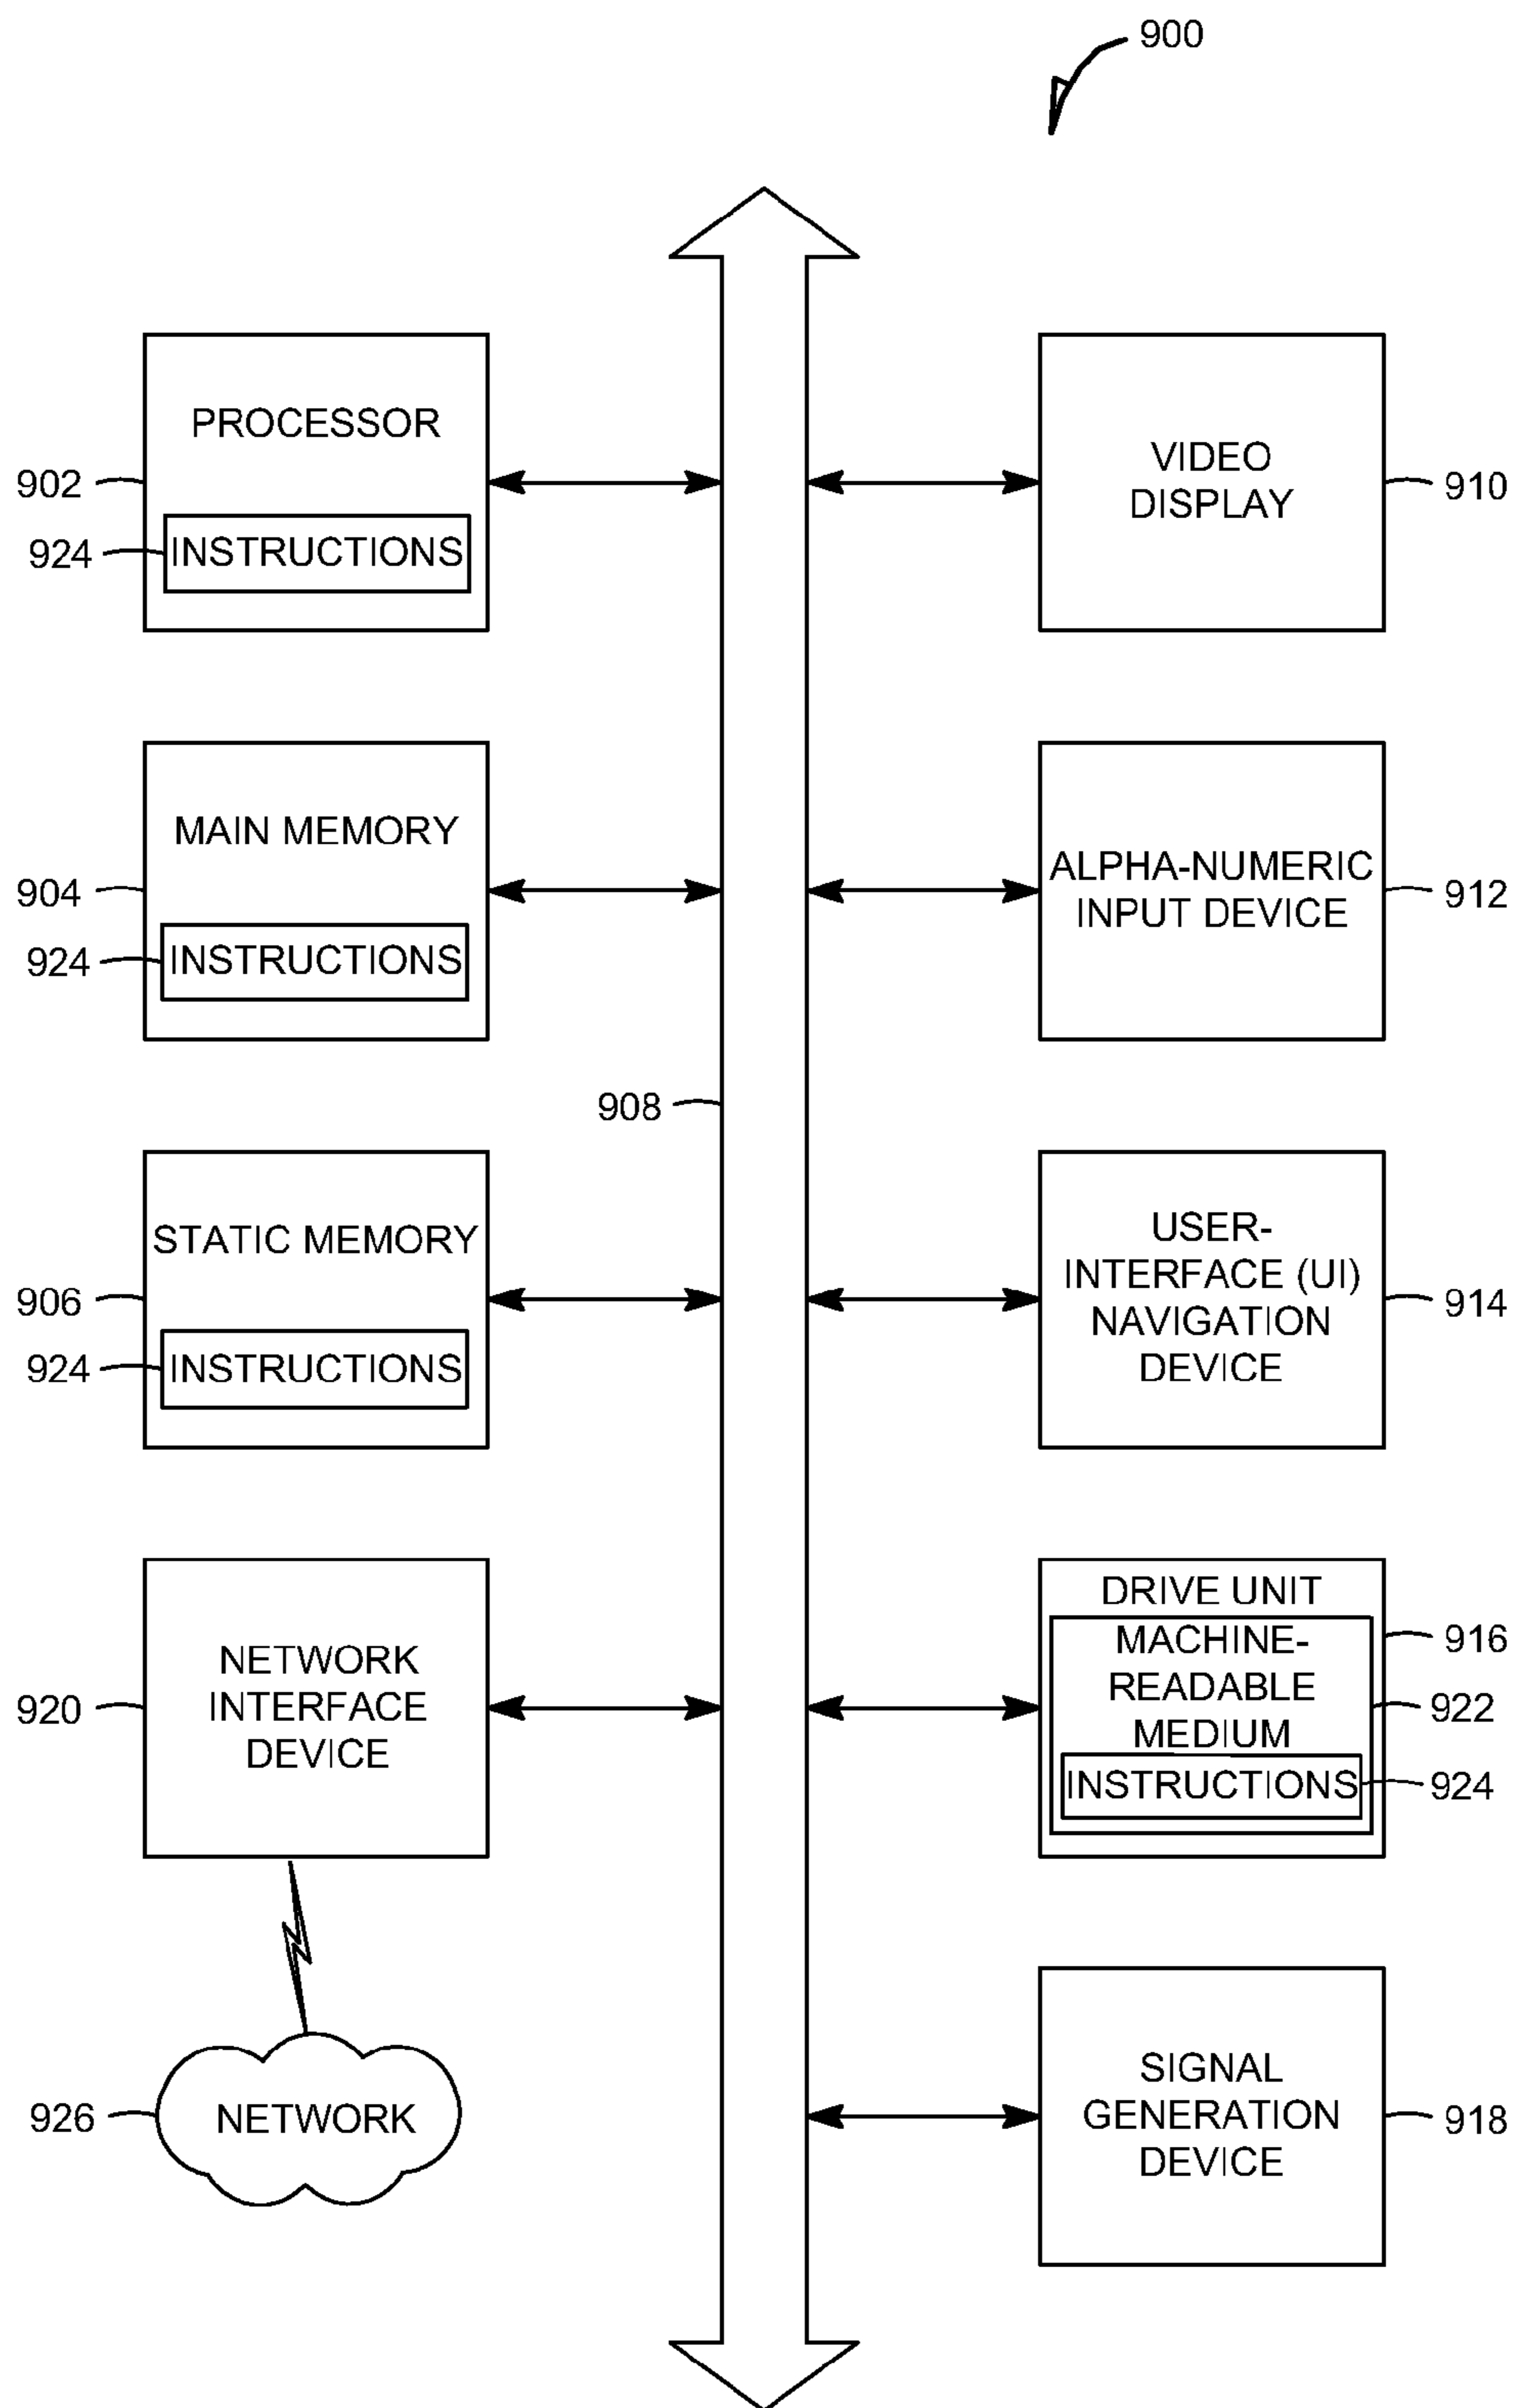 900
PROCESSOR
902
924
INSTRUCTIONS
VIDEO
DISPLAY
910
MAIN MEMORY
904
924
INSTRUCTIONS
ALPHA-NUMERIC
INPUT DEVICE
912
908
STATIC MEMORY
906
924
INSTRUCTIONS
USER-
INTERFACE (UI)
NAVIGATION
DEVICE
914
NETWORK
INTERFACE
DEVICE
920
DRIVE UNIT
MACHINE-
READABLE
MEDIUM
INSTRUCTIONS
916
922
924
NETWORK
926
SIGNAL
GENERATION
DEVICE
918